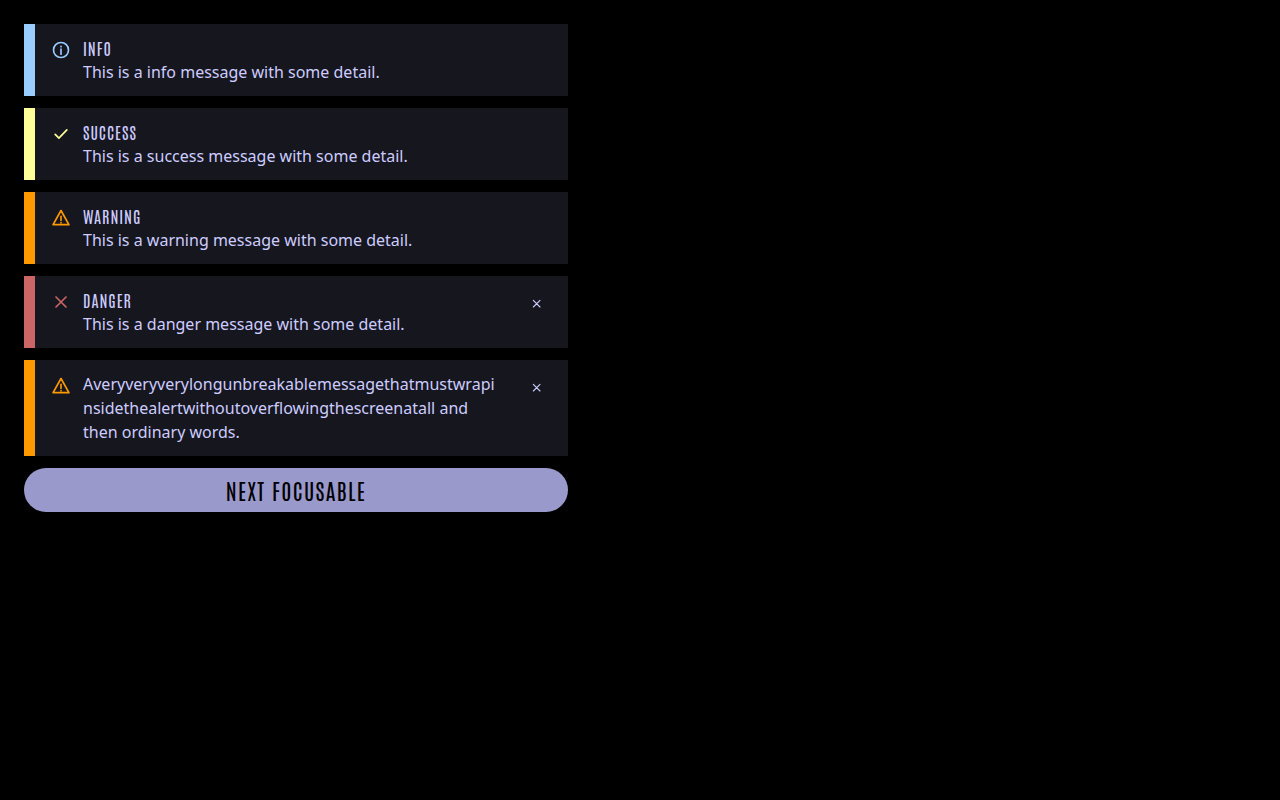 INFO
This is a info message with some detail.
SUCCESS
This is a success message with some detail.
WARNING
This is a warning message with some detail.
DANGER
This is a danger message with some detail.
Averyveryverylongunbreakablemessagethatmustwrapi
nsidethealertwithoutoverflowingthescreenatall and
then ordinary words.
NEXT FOCUSABLE